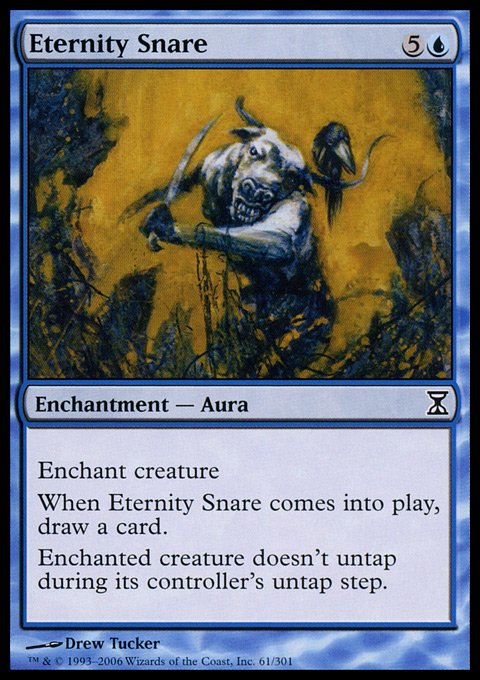 Eternity Snare 5
Enchantment — Aura
Enchant creature
When Eternity Snare comes into play,
draw a card.
Enchanted creature doesn't untap
during its controller's untap step.
Drew Tucker
™ & © 1993–2006 Wizards of the Coast, Inc. 61/301